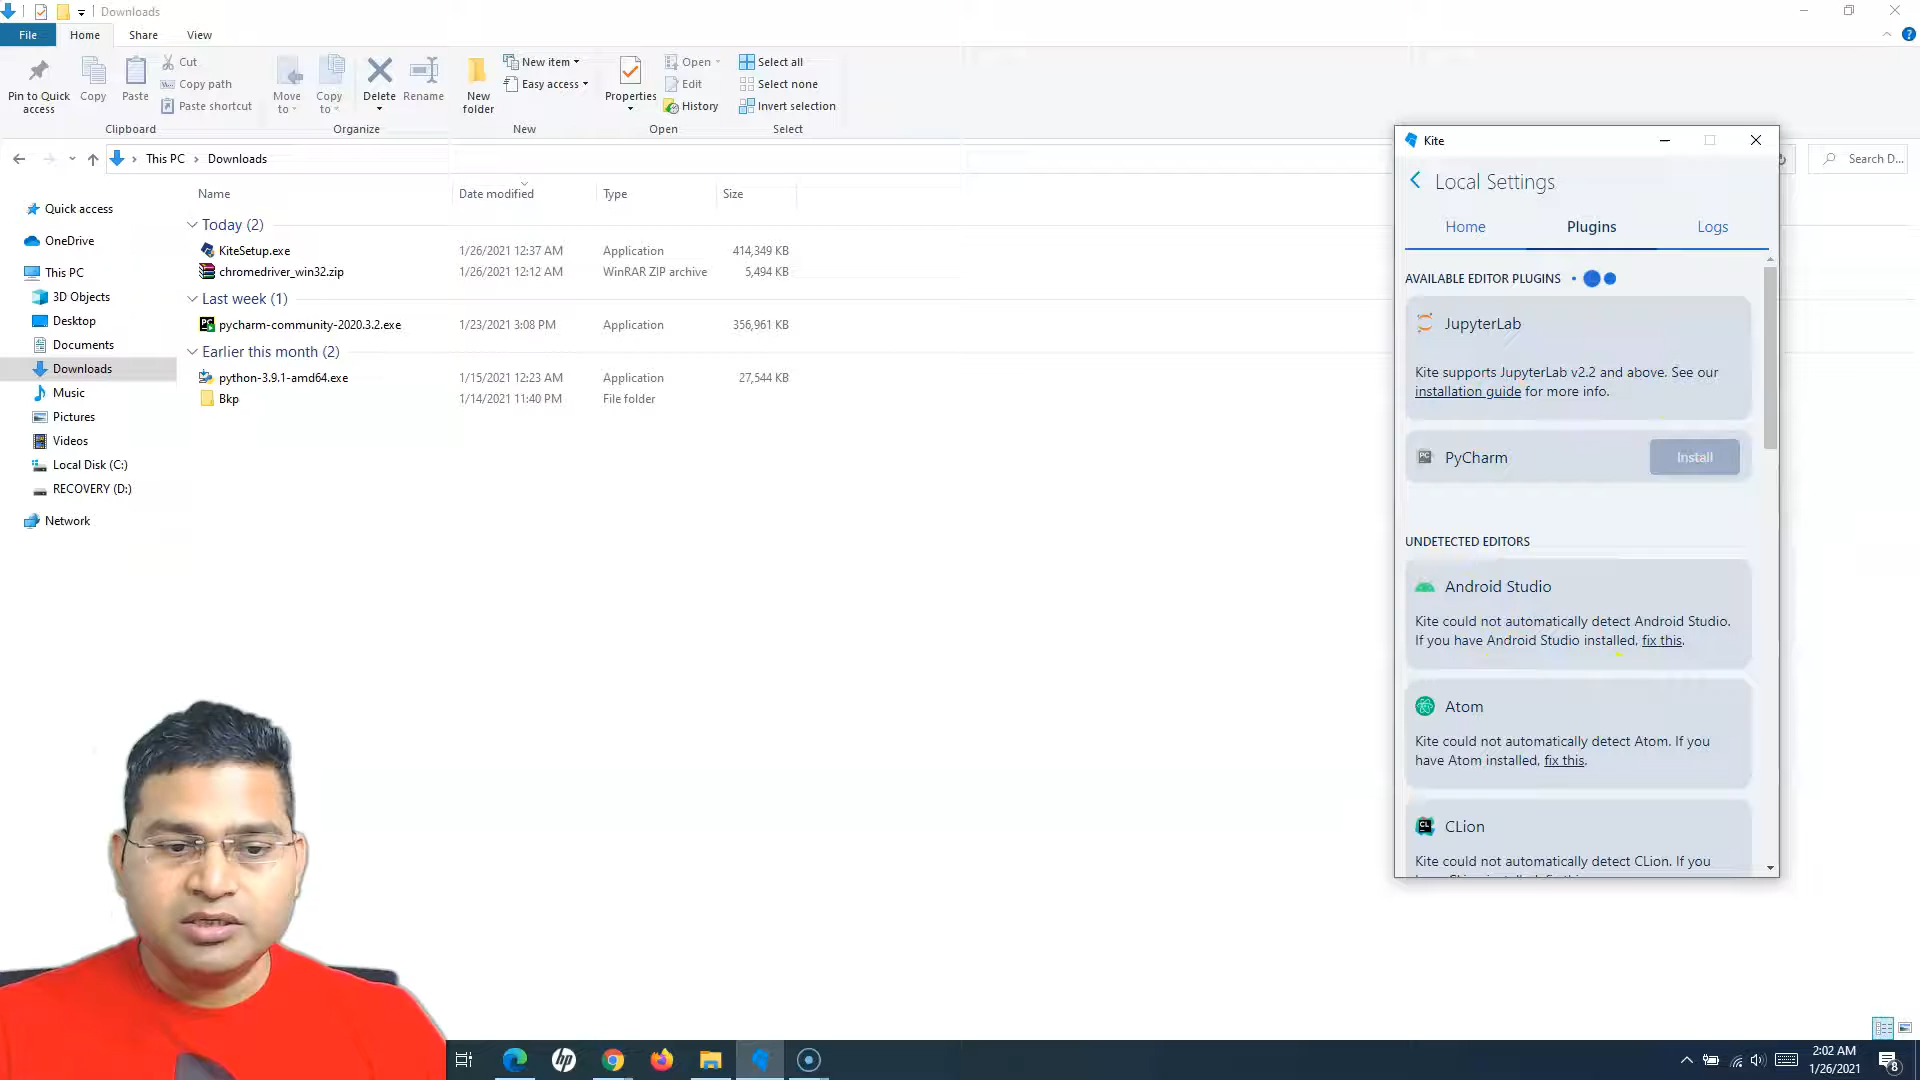 Downloads
File
Home
Share
View
Pin to Quick access
Copy
Paste
Cut
Copy path
Paste shortcut
Clipboard
Move to
Copy to
Delete
Rename
Organize
New folder
New item
Easy access
New
Properties
Open
Edit
History
Open
Select all
Select none
Invert selection
Select
This PC
Downloads
Search D...
Name
Date modified
Type
Size
Quick access
OneDrive
This PC
3D Objects
Desktop
Documents
Downloads
Music
Pictures
Videos
Local Disk (C:)
RECOVERY (D:)
Network
Today (2)
KiteSetup.exe 1/26/2021 12:37 AM Application 414,349 KB
chromedriver_win32.zip 1/26/2021 12:12 AM WinRAR ZIP archive 5,494 KB
Last week (1)
pycharm-community-2020.3.2.exe 1/23/2021 3:08 PM Application 356,961 KB
Earlier this month (2)
python-3.9.1-amd64.exe 1/15/2021 12:23 AM Application 27,544 KB
Bkp 1/14/2021 11:40 PM File folder
Kite
Local Settings
Home
Plugins
Logs
AVAILABLE EDITOR PLUGINS
JupyterLab
Kite supports JupyterLab v2.2 and above. See our
installation guide for more info.
PyCharm
Install
UNDETECTED EDITORS
Android Studio
Kite could not automatically detect Android Studio.
If you have Android Studio installed, fix this.
Atom
Kite could not automatically detect Atom. If you
have Atom installed, fix this.
CLion
Kite could not automatically detect CLion. If you
hp
2:02 AM
1/26/2021
8